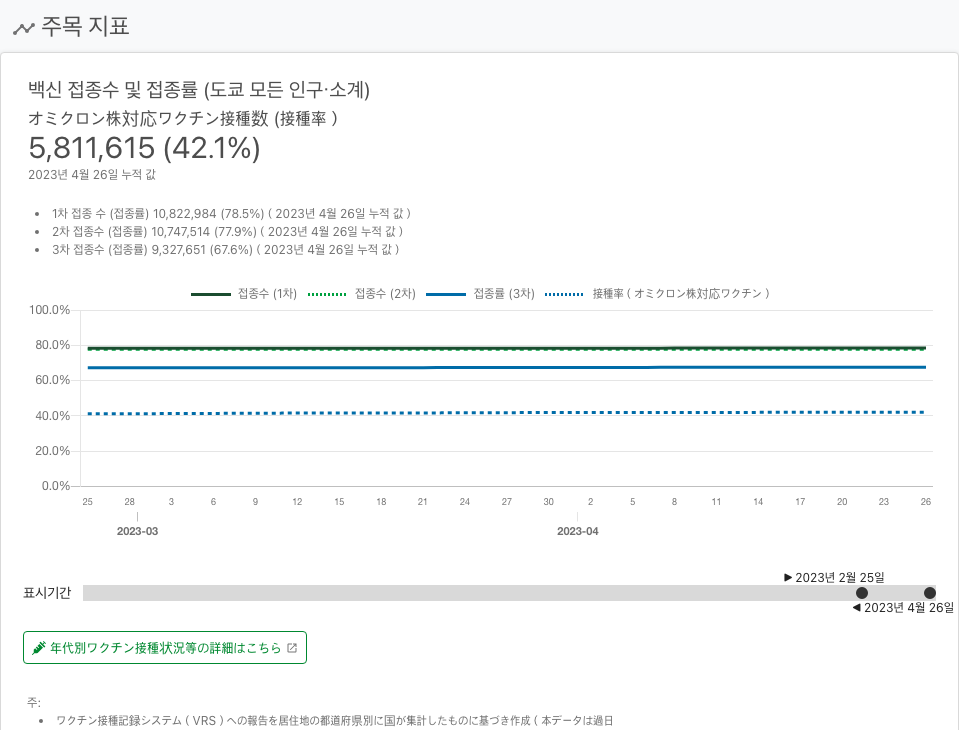 주목 지표
백신 접종수 및 접종률 (도쿄 모든 인구·소계)
オミクロン株対応ワクチン接種数 (接種率 )
5,811,615 (42.1%)
2023년 4월 26일 누적 값
• 1차 접종 수 (접종률) 10,822,984 (78.5%) ( 2023년 4월 26일 누적 값 )
• 2차 접종수 (접종률) 10,747,514 (77.9%) ( 2023년 4월 26일 누적 값 )
• 3차 접종수 (접종률) 9,327,651 (67.6%) ( 2023년 4월 26일 누적 값 )
접종수 (1차) 접종수 (2차) 접종률 (3차) 接種率 ( オミクロン株対応ワクチン )
100.0%
80.0%
60.0%
40.0%
20.0%
0.0%
25 28 3 6 9 12 15 18 21 24 27 30 2 5 8 11 14 17 20 23 26
2023-03 2023-04
►2023년 2월 25일
표시기간
◄2023년 4월 26일
年代別ワクチン接種状況等の詳細はこちら
주:
• ワクチン接種記録システム ( VRS ) への報告を居住地の都道府県別に国が集計したものに基づき作成 ( 本データは過日